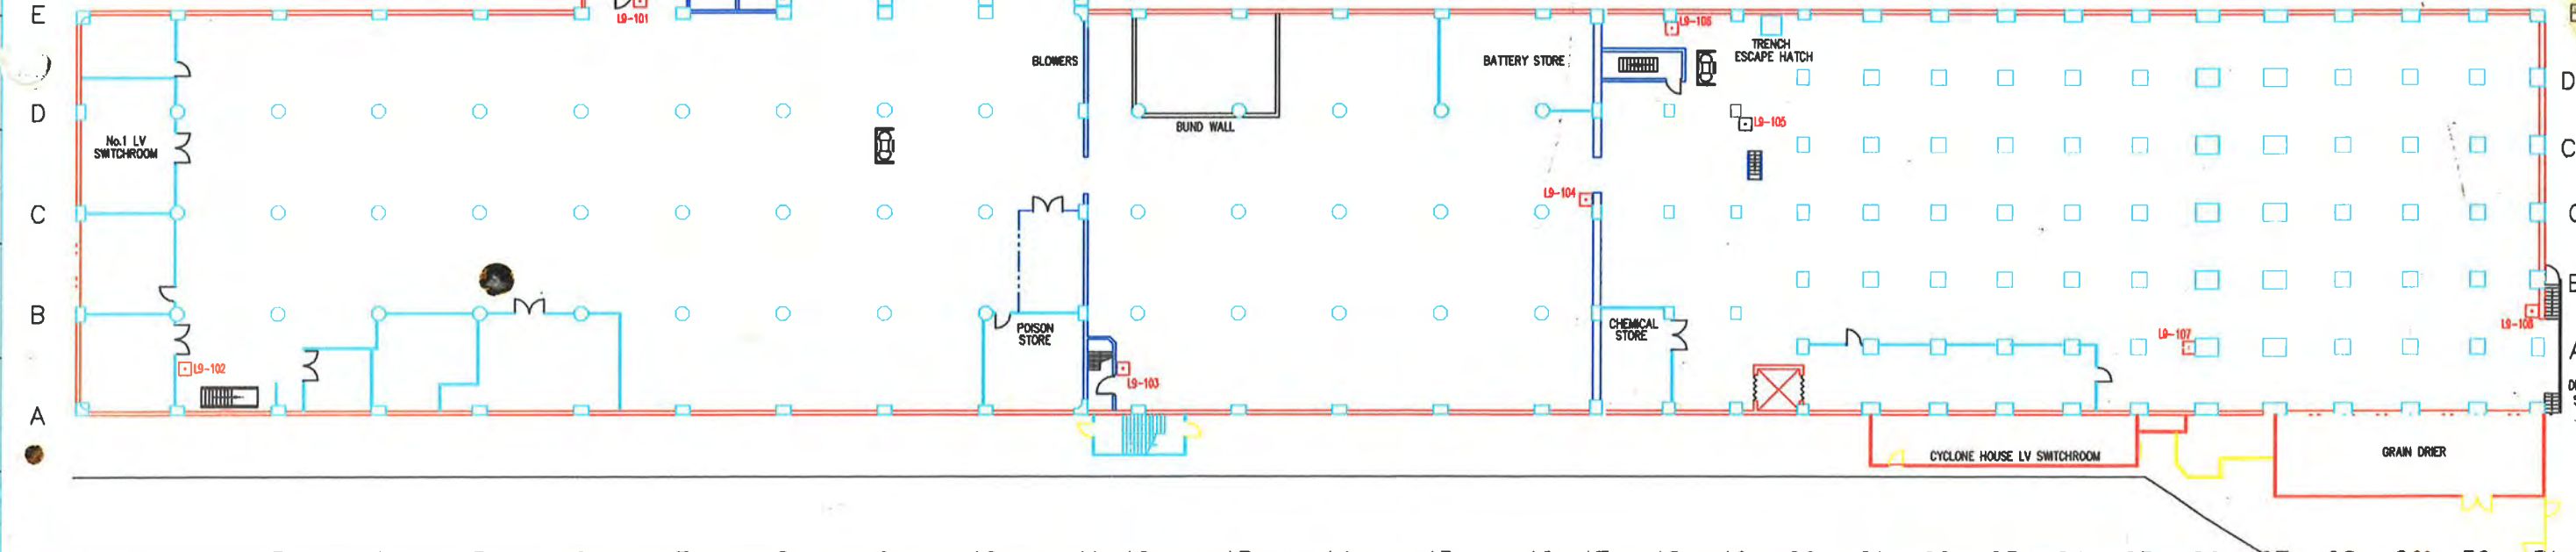 E
L9-101
L9-106
TRENCH
ESCAPE HATCH
BLOWERS
BATTERY STORE
D
D
BUND WALL
L9-105
No.1 LV
SWITCHROOM
C
L9-104
C
B
POISON
STORE
CHEMICAL
STORE
L9-107
L9-108
L9-102
L9-103
A
CYCLONE HOUSE LV SWITCHROOM
GRAIN DRIER